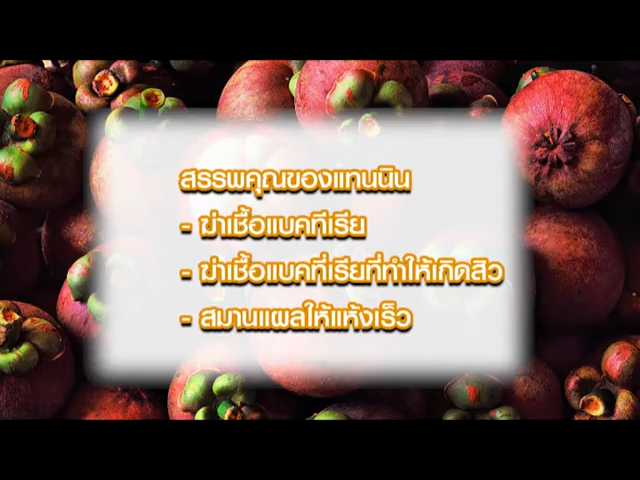 สรรพคุณของแทนนิน
- ฆ่าเชื้อแบคทีเรีย
- ฆ่าเชื้อแบคที่เรียที่ทำให้เกิดสิว
- สมานแผลให้แห้งเร็ว